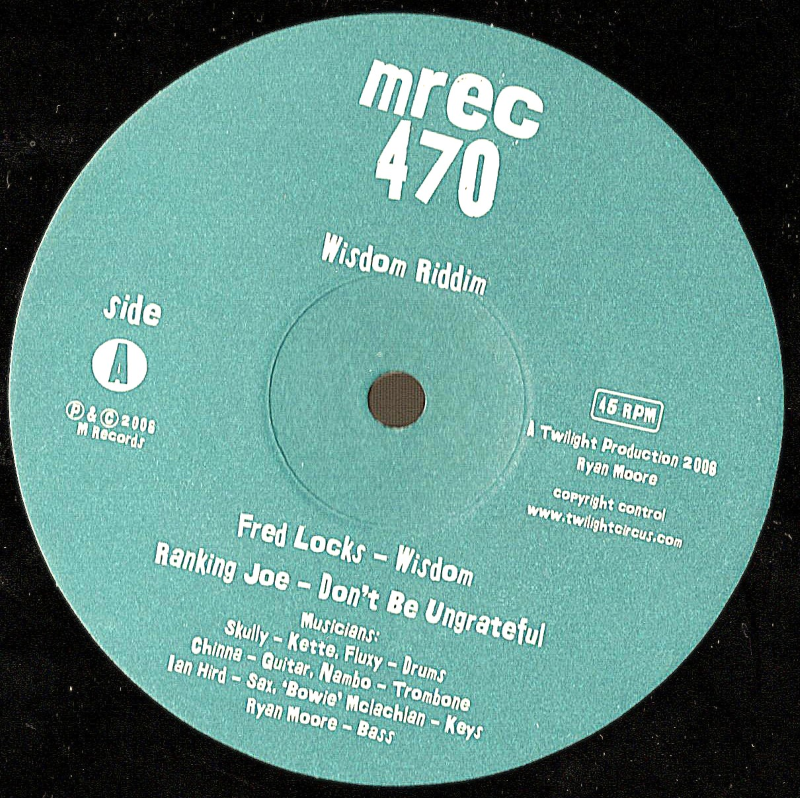 mrec
470
Wisdom Riddim
side
A
Ⓟ & © 2006
M Records
45 RPM
A Twilight Production 2006
Ryan Moore
copyright control
www.twilightcircus.com
Fred Locks – Wisdom
Ranking Joe – Don't Be Ungrateful
Musicians:
Skully – Kette, Fluxy – Drums
Chinna – Guitar, Nambo – Trombone
Ian Hird – Sax, 'Bowie' Mclachlan – Keys
Ryan Moore – Bass